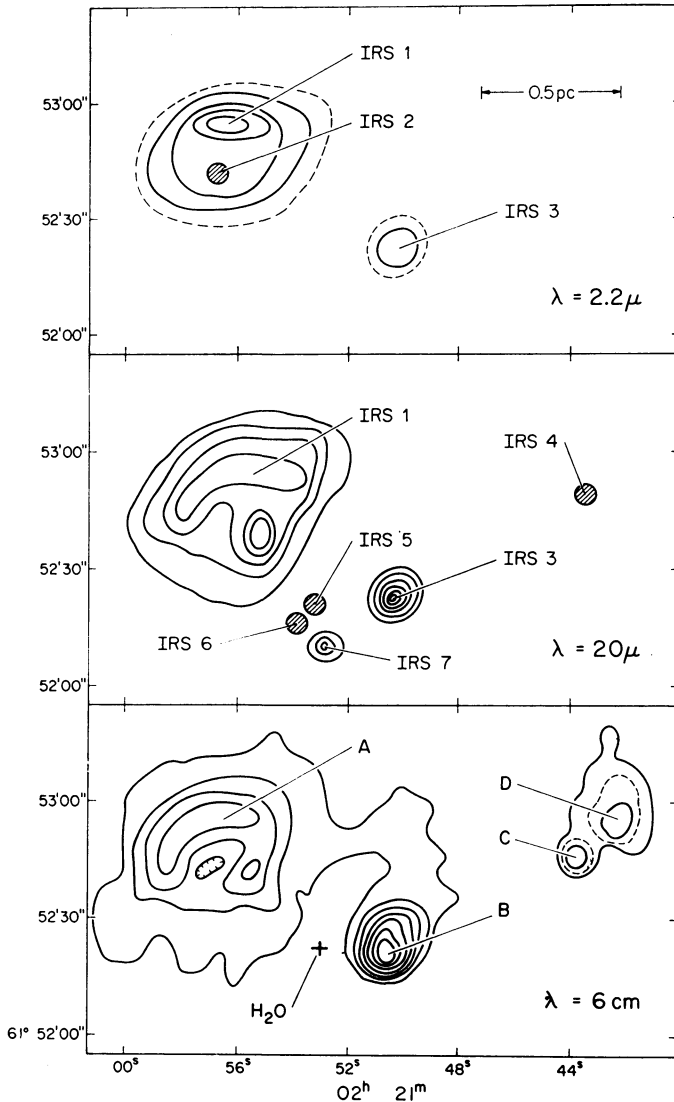 IRS 1
53'00"
0.5pc
IRS 2
52'30"
IRS 3
λ = 2.2μ
52'00"
IRS 1
53'00"
IRS 4
IRS 5
52'30"
IRS 3
IRS 6
IRS 7
λ = 20μ
52'00"
A
D
53'00"
C
52'30"
B
H₂O
λ = 6 cm
61° 52'00"
00ˢ 56ˢ 52ˢ 48ˢ 44ˢ
02ʰ 21ᵐ